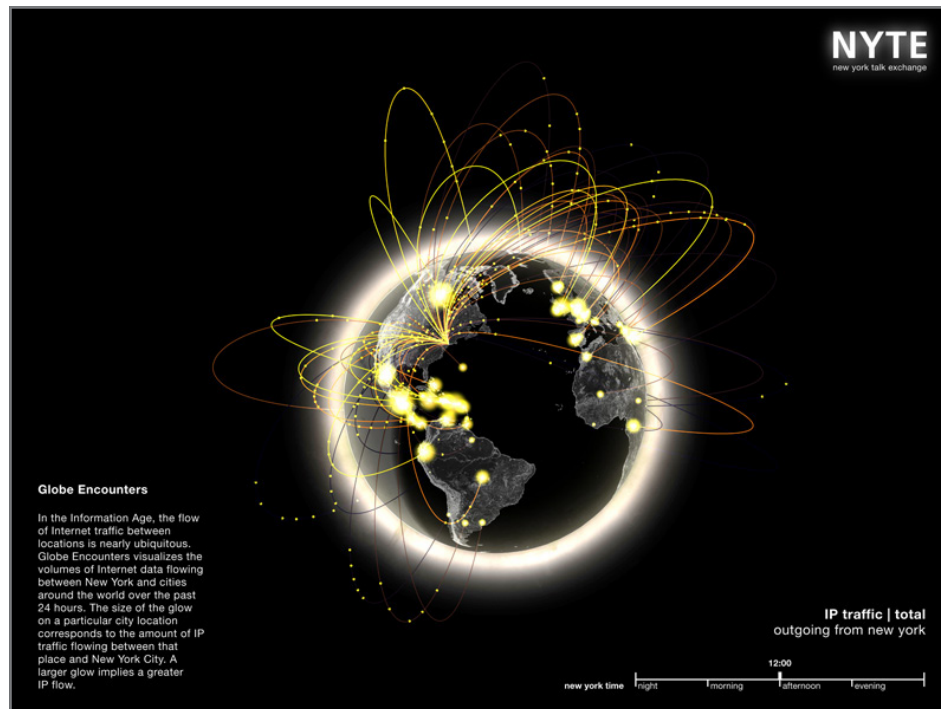 NYTE
new york talk exchange
Globe Encounters
In the Information Age, the flow
of Internet traffic between
locations is nearly ubiquitous.
Globe Encounters visualizes the
volumes of Internet data flowing
between New York and cities
around the world over the past
24 hours. The size of the glow
on a particular city location
corresponds to the amount of IP
traffic flowing between that
place and New York City. A
larger glow implies a greater
IP flow.
IP traffic | total
outgoing from new york
12:00
new york time night morning afternoon evening